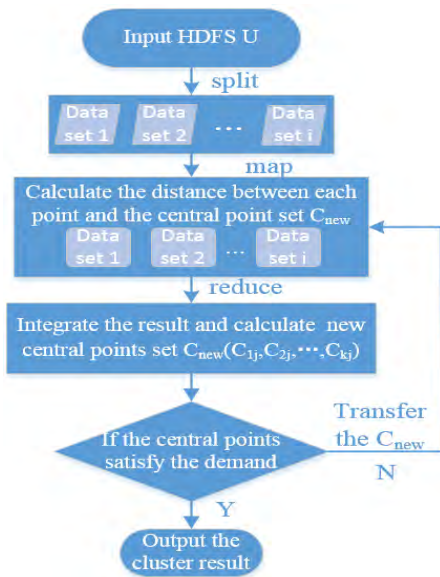 Input HDFS U
split
Data Data ... Data
set 1 set 2 set i
map
Calculate the distance between each
point and the central point set Cnew
Data Data ... Data
set 1 set 2 set i
reduce
Integrate the result and calculate new
central points set Cnew(C1j,C2j,···,Ckj)
If the central points
satisfy the demand
Transfer
the Cnew
N
Y
Output the
cluster result